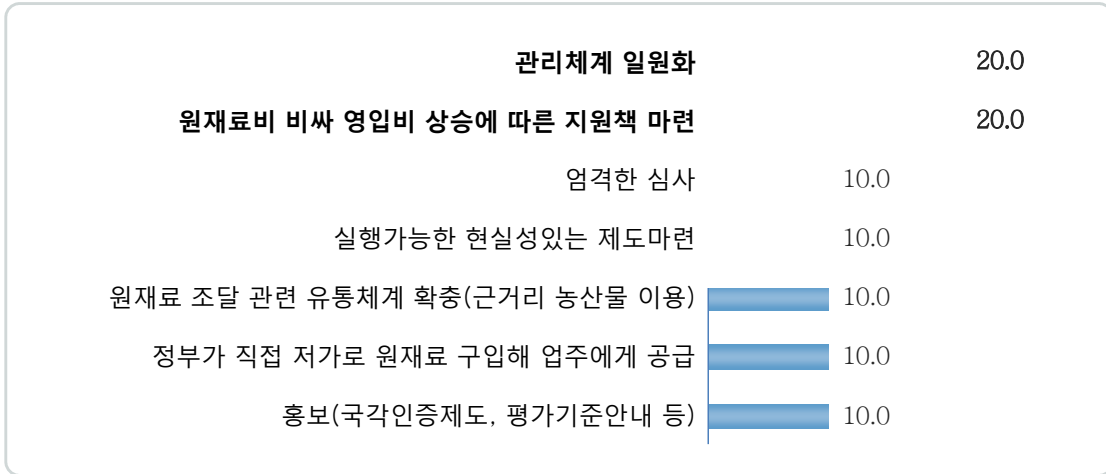 관리체계 일원화 20.0
원재료비 비싸 영입비 상승에 따른 지원책 마련 20.0
엄격한 심사 10.0
실행가능한 현실성있는 제도마련 10.0
원재료 조달 관련 유통체계 확충(근거리 농산물 이용) 10.0
정부가 직접 저가로 원재료 구입해 업주에게 공급 10.0
홍보(국각인증제도, 평가기준안내 등) 10.0